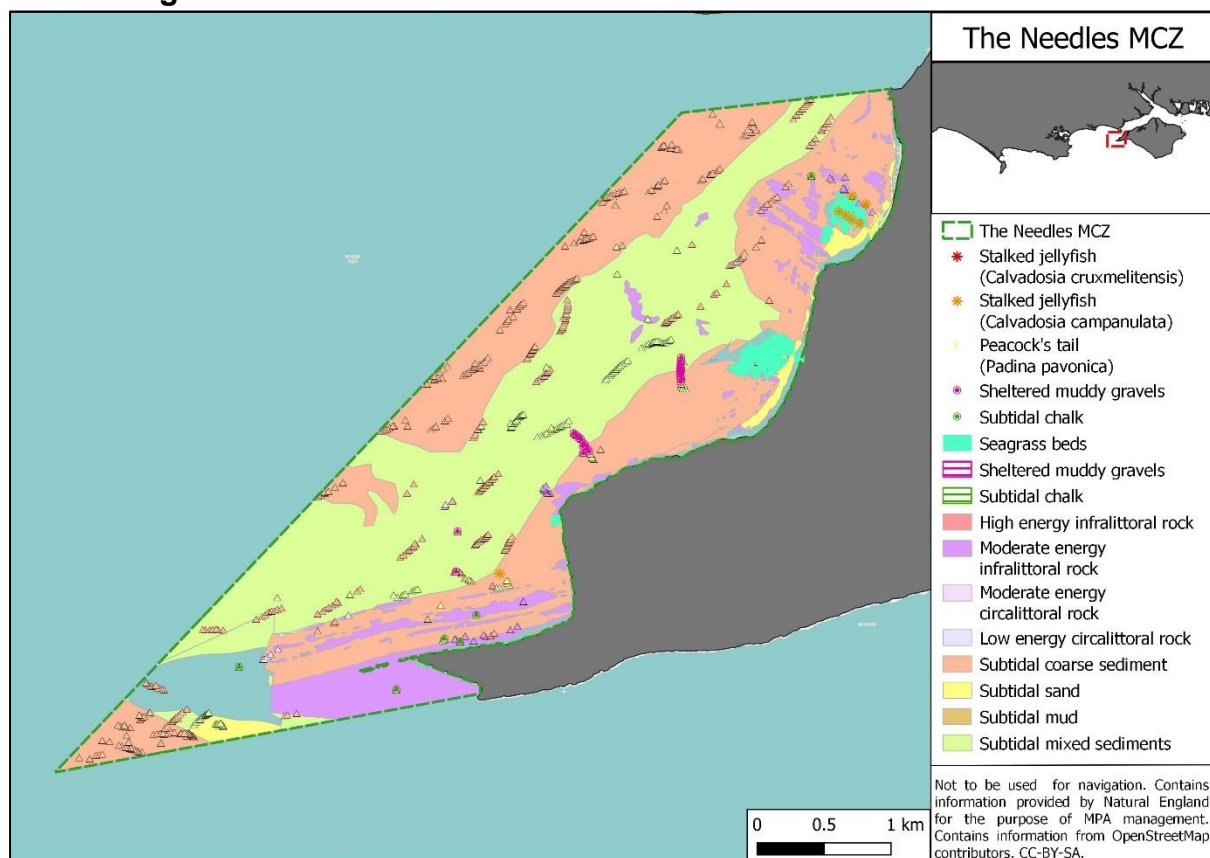 The Needles MCZ
The Needles MCZ
Stalked jellyfish
(Calvadosia cruxmelitensis)
Stalked jellyfish
(Calvadosia campanulata)
Peacock's tail
(Padina pavonica)
Sheltered muddy gravels
Subtidal chalk
Seagrass beds
Sheltered muddy gravels
Subtidal chalk
High energy infralittoral rock
Moderate energy
infralittoral rock
Moderate energy
circalittoral rock
Low energy circalittoral rock
Subtidal coarse sediment
Subtidal sand
Subtidal mud
Subtidal mixed sediments
0 0.5 1 km
Not to be used for navigation. Contains
information provided by Natural England
for the purpose of MPA management.
Contains information from OpenStreetMap
contributors, CC-BY-SA.